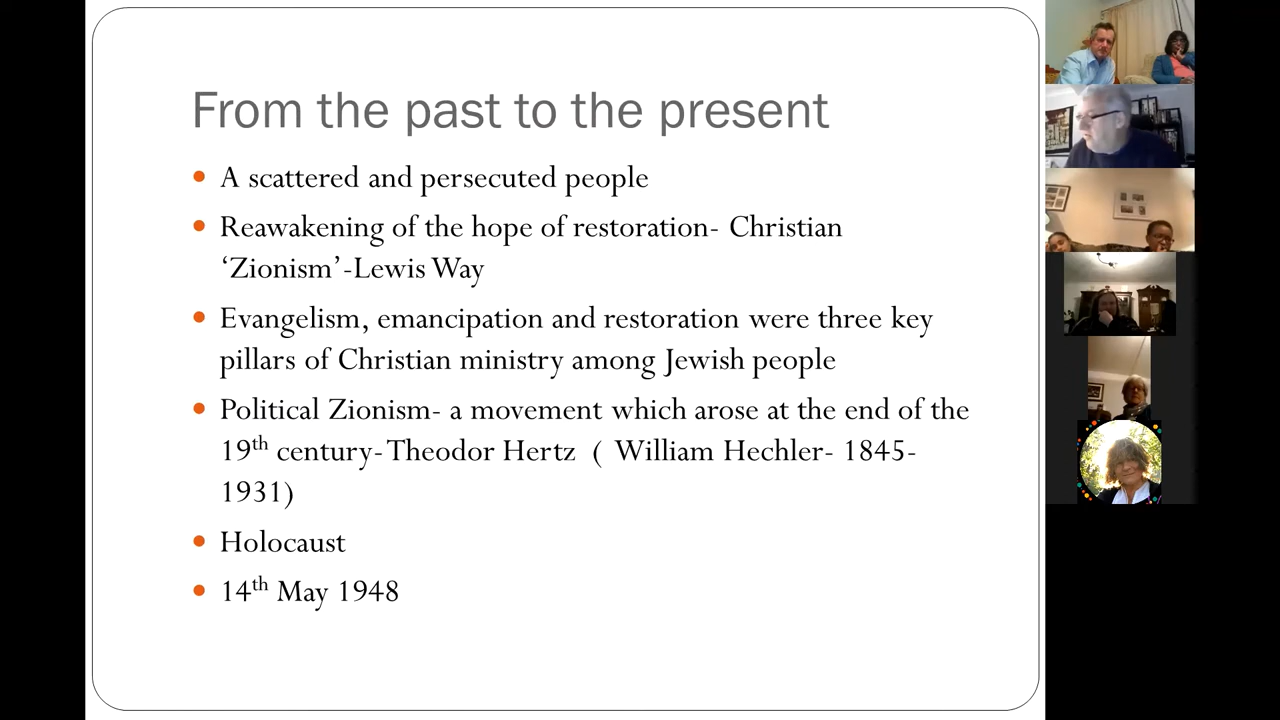 From the past to the present
• A scattered and persecuted people
• Reawakening of the hope of restoration- Christian
‘Zionism’-Lewis Way
• Evangelism, emancipation and restoration were three key
pillars of Christian ministry among Jewish people
• Political Zionism- a movement which arose at the end of the
19th century-Theodor Hertz ( William Hechler- 1845-
1931)
• Holocaust
• 14th May 1948